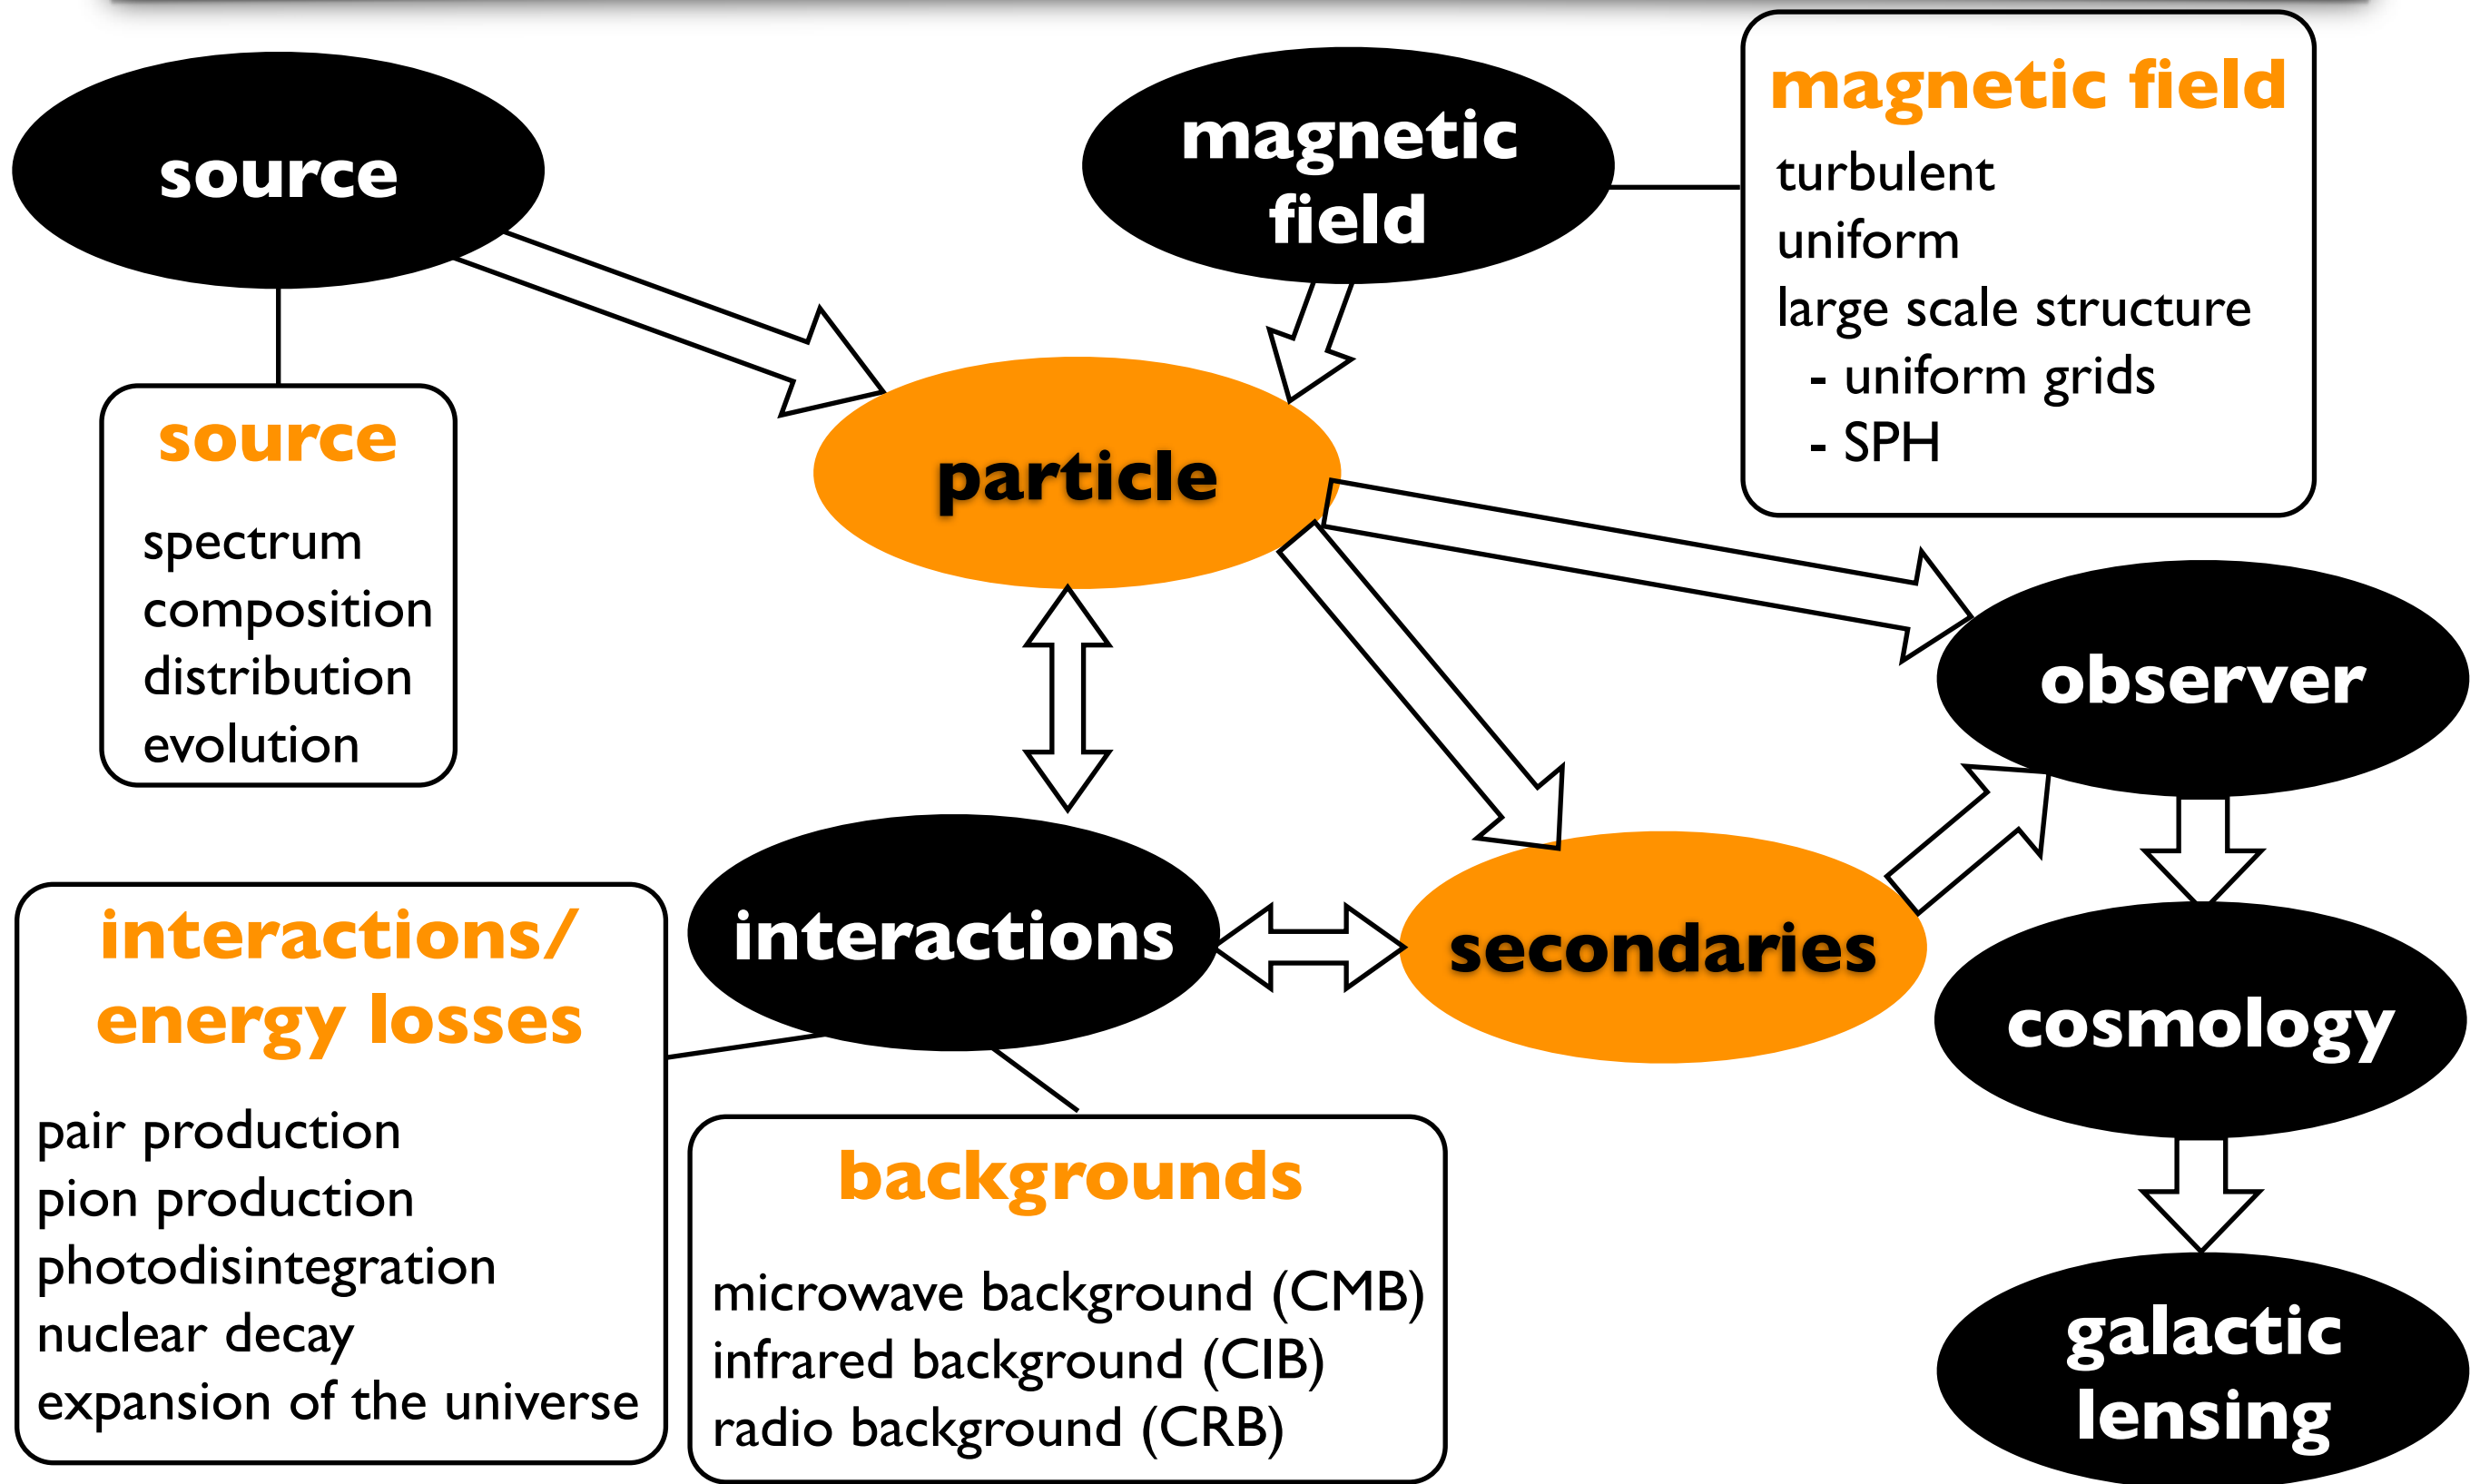 source
magnetic
field
magnetic field
turbulent
uniform
large scale structure
- uniform grids
- SPH
source
spectrum
composition
distribution
evolution
particle
observer
interactions
secondaries
cosmology
galactic
lensing
interactions/
energy losses
pair production
pion production
photodisintegration
nuclear decay
expansion of the universe
backgrounds
microwave background (CMB)
infrared background (CIB)
radio background (CRB)